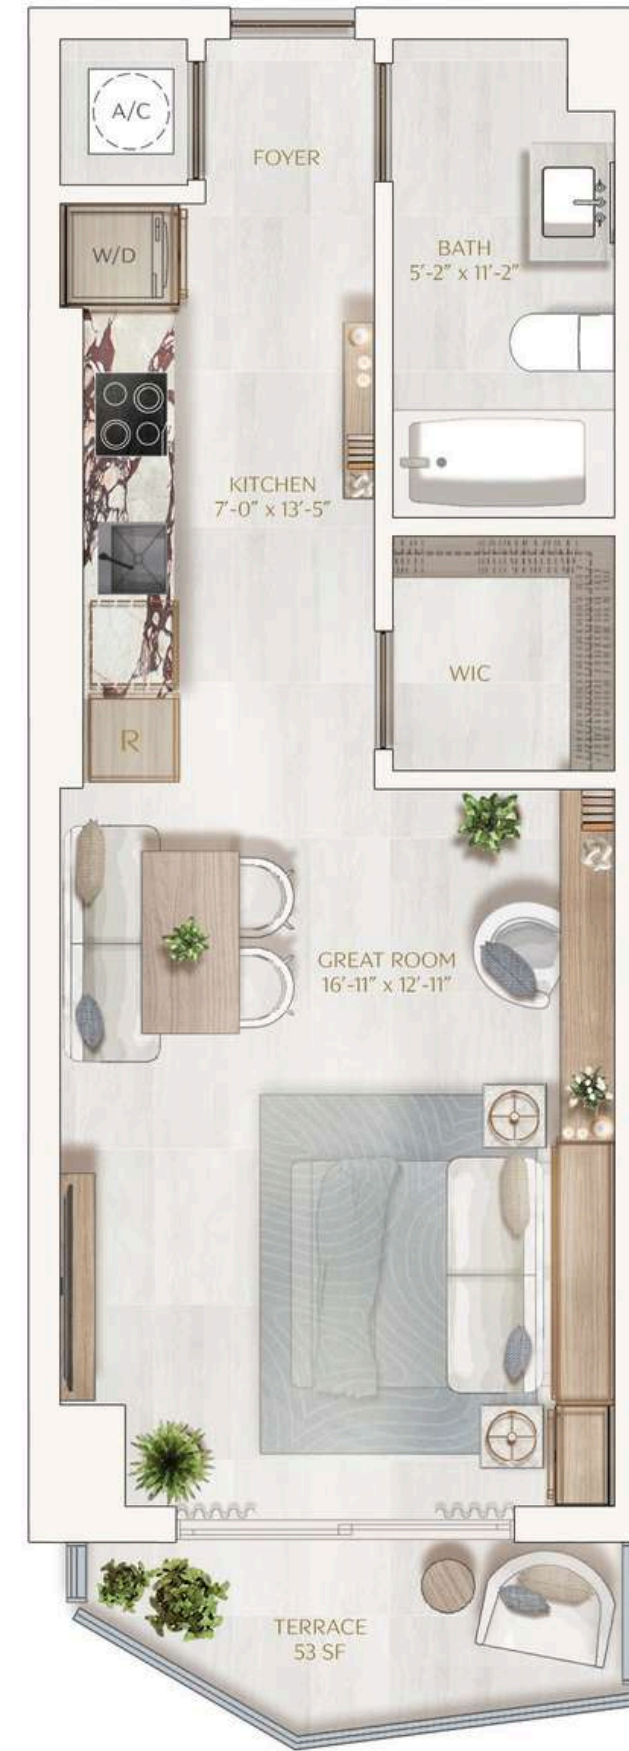 A/C
FOYER
W/D
BATH
5'-2" x 11'-2"
KITCHEN
7'-0" x 13'-5"
WIC
R
GREAT ROOM
16'-11" x 12'-11"
TERRACE
53 SF